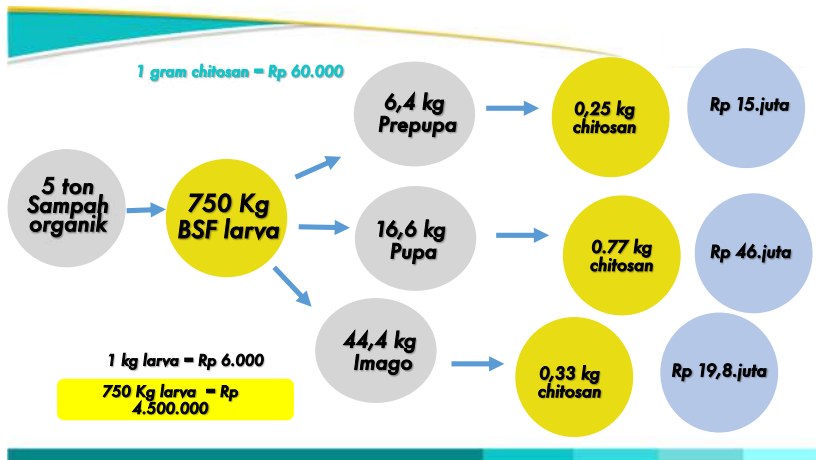 1 gram chitosan = Rp 60.000
5 ton
Sampah
organik
750 Kg
BSF larva
6,4 kg
Prepupa
0,25 kg
chitosan
Rp 15.juta
16,6 kg
Pupa
0.77 kg
chitosan
Rp 46.juta
44,4 kg
Imago
0,33 kg
chitosan
Rp 19,8.juta
1 kg larva = Rp 6.000
750 Kg larva = Rp
4.500.000